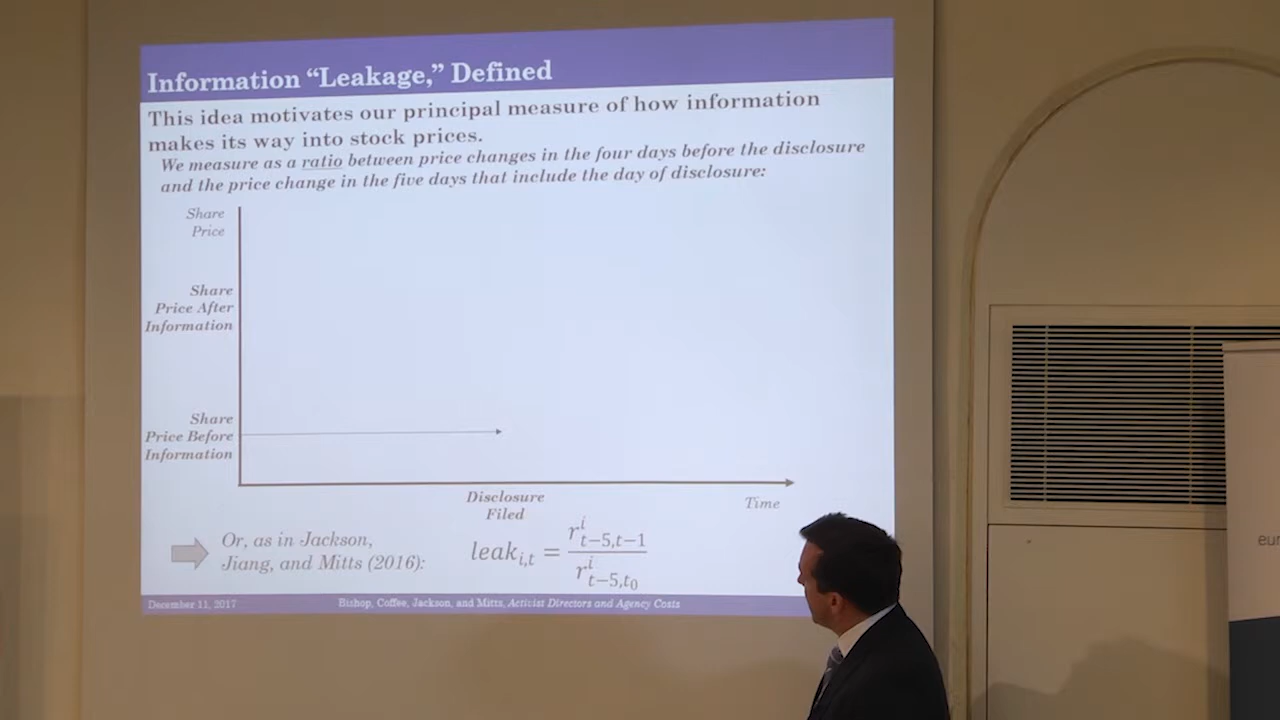 Information “Leakage,” Defined
This idea motivates our principal measure of how information
makes its way into stock prices.
We measure as a ratio between price changes in the four days before the disclosure
and the price change in the five days that include the day of disclosure:
Share
Price
Share
Price After
Information
Share
Price Before
Information
Disclosure
Filed
Time
Or, as in Jackson,
Jiang, and Mitts (2016):
leak_{i,t} = r^i_{t−5,t−1} / r^i_{t−5,t_0}
December 11, 2017
Bishop, Coffee, Jackson, and Mitts, Activist Directors and Agency Costs
eur